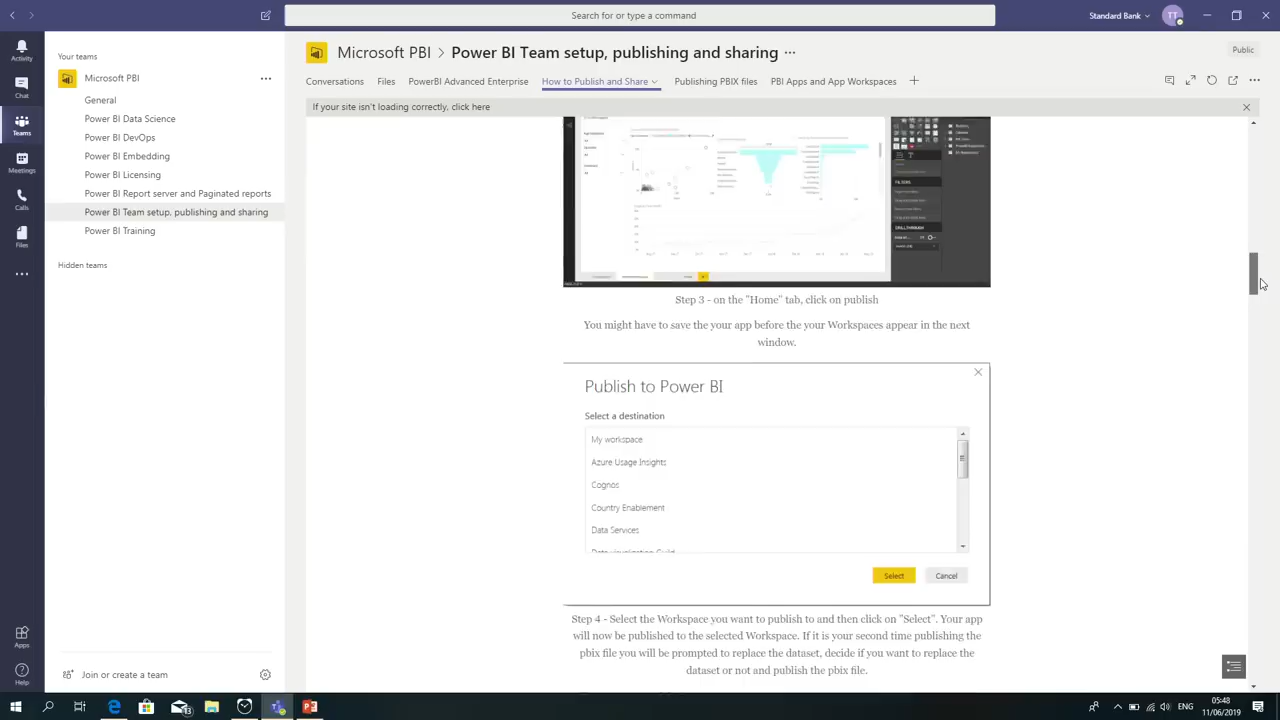 Search for or type a command
Standard Bank
TT
Activity
Chat
Teams
Meetings
Calls
Files
Apps
Help
Your teams
Microsoft PBI
General
Power BI Data Science
Power BI DevOps
Power BI Embedding
Power BI Licensing
Power BI Report server and Paginated reports
Power BI Team setup, publishing and sharing
Power BI Training
Hidden teams
Join or create a team
Microsoft PBI > Power BI Team setup, publishing and sharing ···
Public
Conversations Files PowerBI Advanced Enterprise How to Publish and Share Publishing PBIX files PBI Apps and App Workspaces
If your site isn't loading correctly, click here
FILTERS
DRILLTHROUGH
Step 3 - on the "Home" tab, click on publish
You might have to save the your app before the your Workspaces appear in the next
window.
Publish to Power BI
Select a destination
My workspace
Azure Usage Insights
Cognos
Country Enablement
Data Services
Data visualization Guild
Select Cancel
Step 4 - Select the Workspace you want to publish to and then click on "Select". Your app
will now be published to the selected Workspace. If it is your second time publishing the
pbix file you will be prompted to replace the dataset, decide if you want to replace the
dataset or not and publish the pbix file.
05:48
11/06/2019